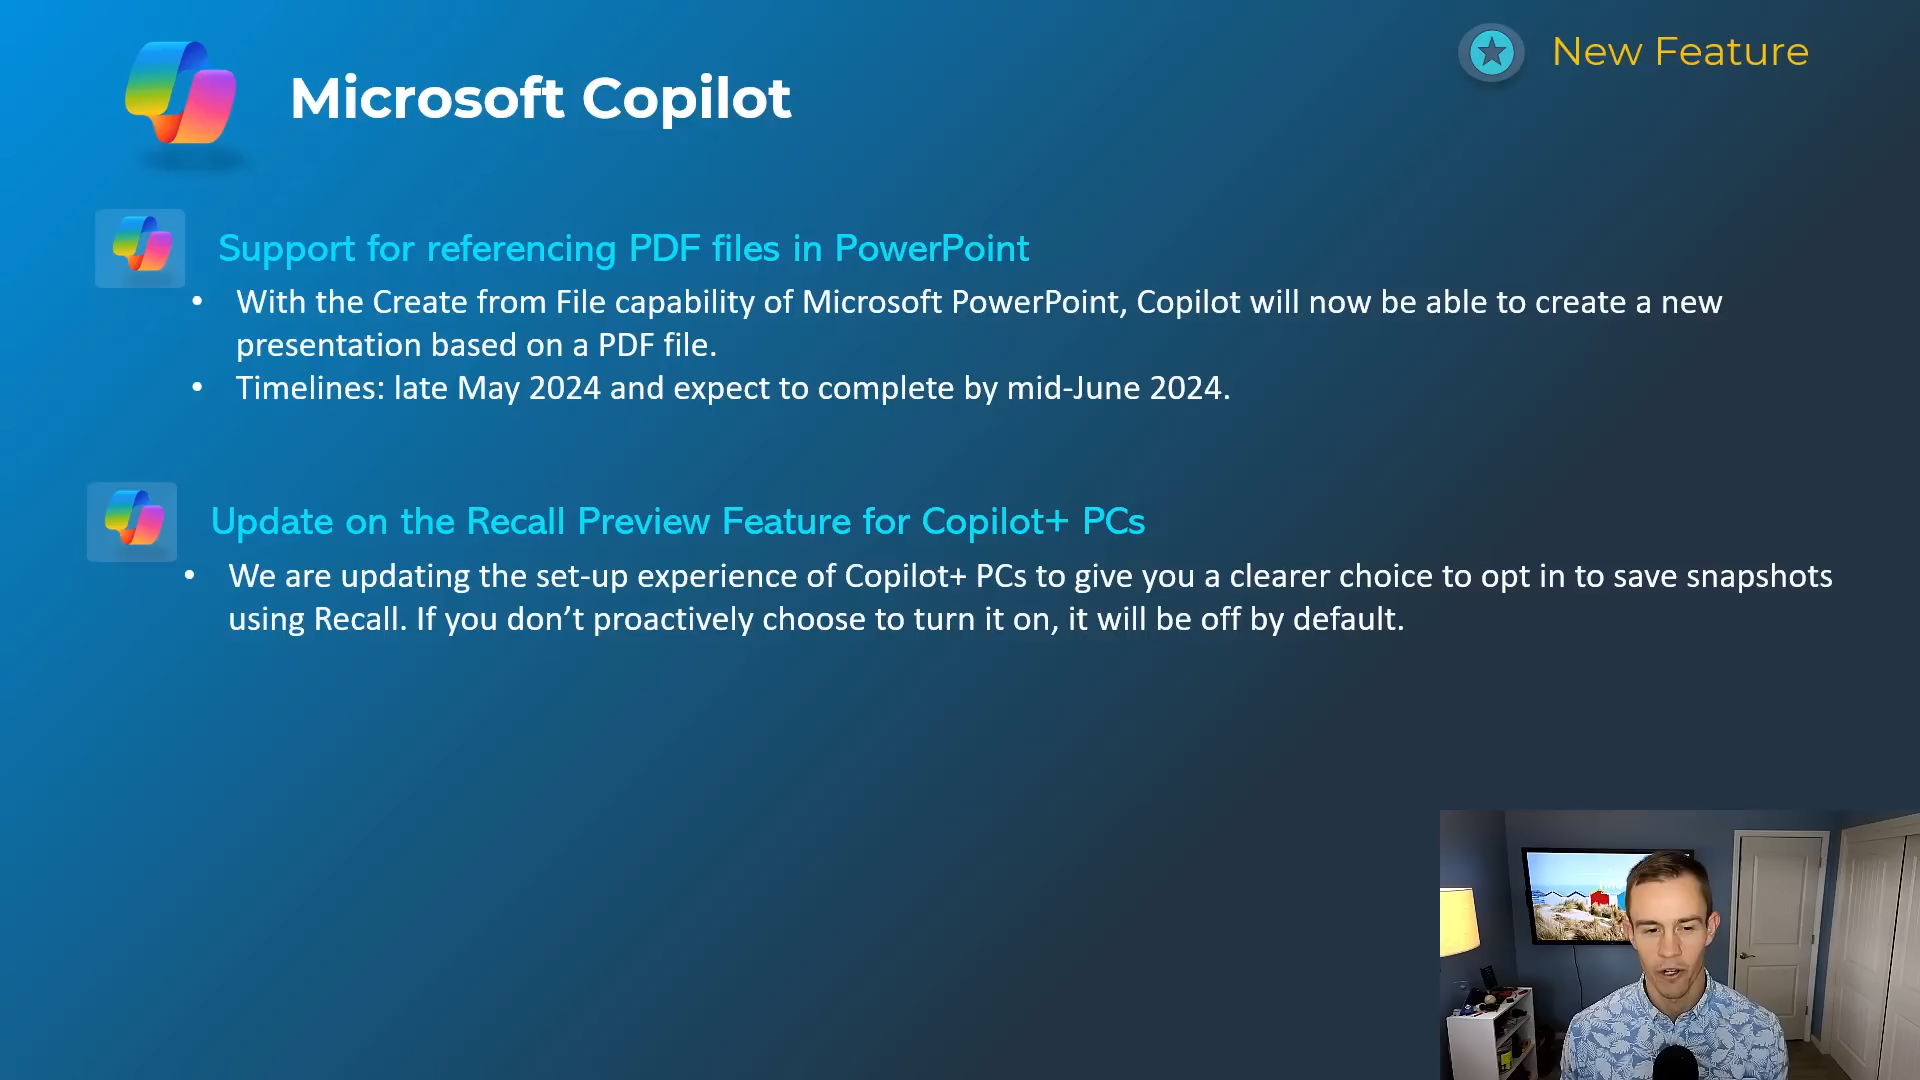 New Feature
Microsoft Copilot
Support for referencing PDF files in PowerPoint
• With the Create from File capability of Microsoft PowerPoint, Copilot will now be able to create a new
presentation based on a PDF file.
• Timelines: late May 2024 and expect to complete by mid-June 2024.
Update on the Recall Preview Feature for Copilot+ PCs
• We are updating the set-up experience of Copilot+ PCs to give you a clearer choice to opt in to save snapshots
using Recall. If you don’t proactively choose to turn it on, it will be off by default.